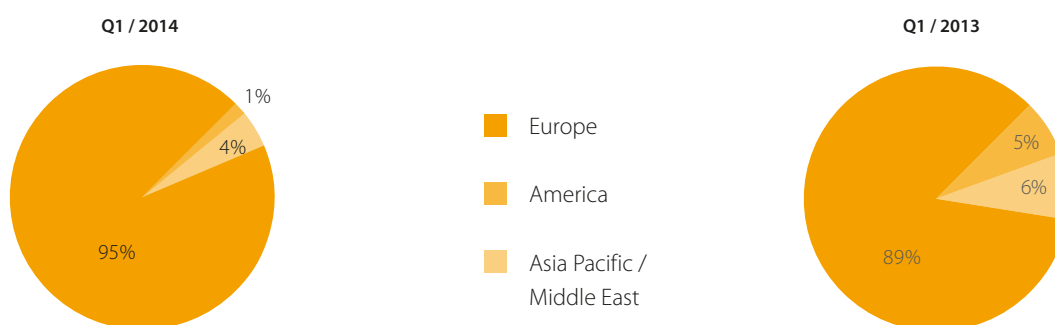 Q1 / 2014
1%
4%
95%
Europe
America
Asia Pacific /
Middle East
Q1 / 2013
5%
6%
89%